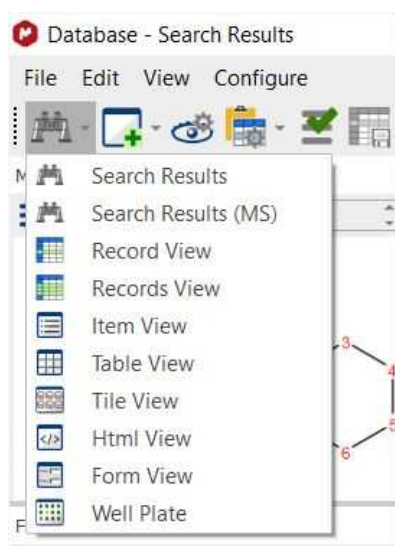 Database - Search Results
File Edit View Configure
M
Search Results
Search Results (MS)
Record View
Records View
Item View
Table View
Tile View
Html View
Form View
Well Plate
3
4
5
6
F